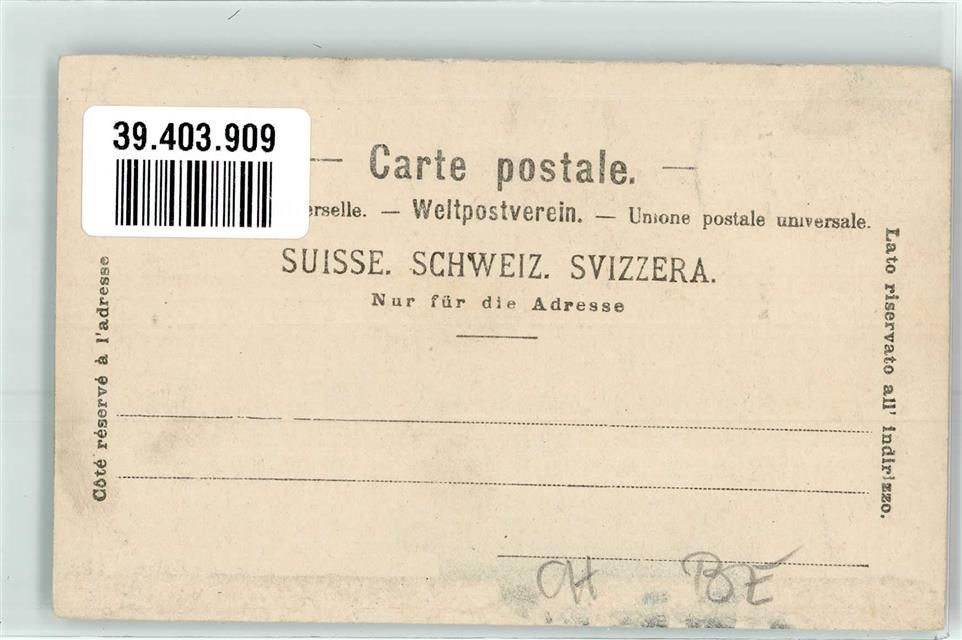 39.403.909
— Carte postale. —
erselle. — Weltpostverein. — Unione postale universale.
SUISSE. SCHWEIZ. SVIZZERA.
Nur für die Adresse
Côté réservé à l'adresse
Lato riservato all' indirizzo.
CH BE